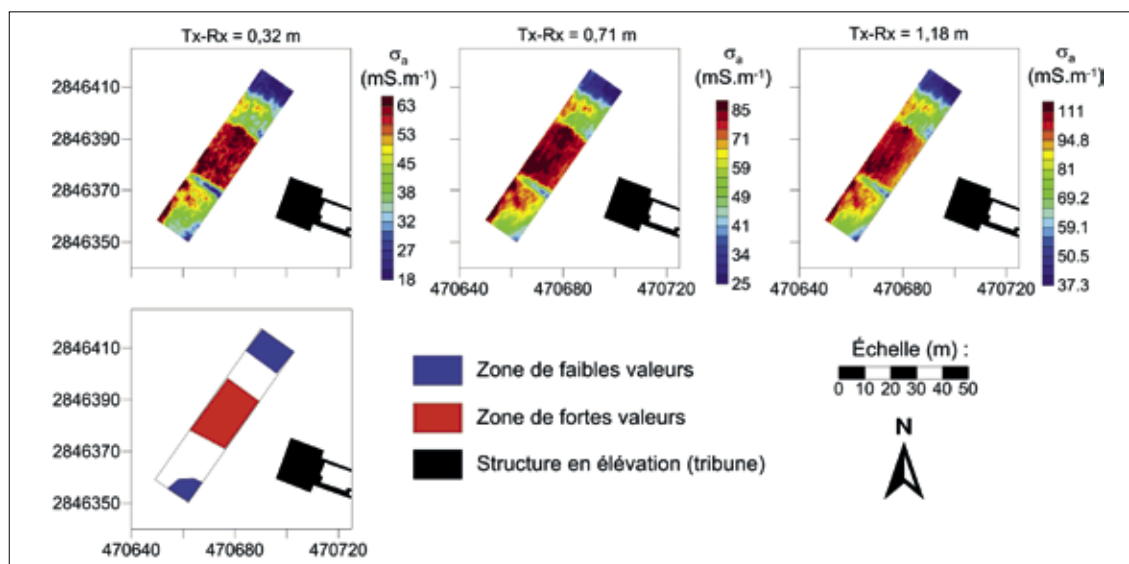 Tx-Rx = 0,32 m
Tx-Rx = 0,71 m
Tx-Rx = 1,18 m
σa
(mS.m⁻¹)
σa
(mS.m⁻¹)
σa
(mS.m⁻¹)
2846410
2846390
2846370
2846350
63
53
45
38
32
27
22
18
85
71
59
49
41
34
29
25
111
94.8
81
69.2
59.1
50.5
43.1
37.3
470640 470680 470720
470640 470680 470720
2846410
2846390
2846370
2846350
470640 470680 470720
Zone de faibles valeurs
Zone de fortes valeurs
Structure en élévation (tribune)
Échelle (m) :
0 10 20 30 40 50
N